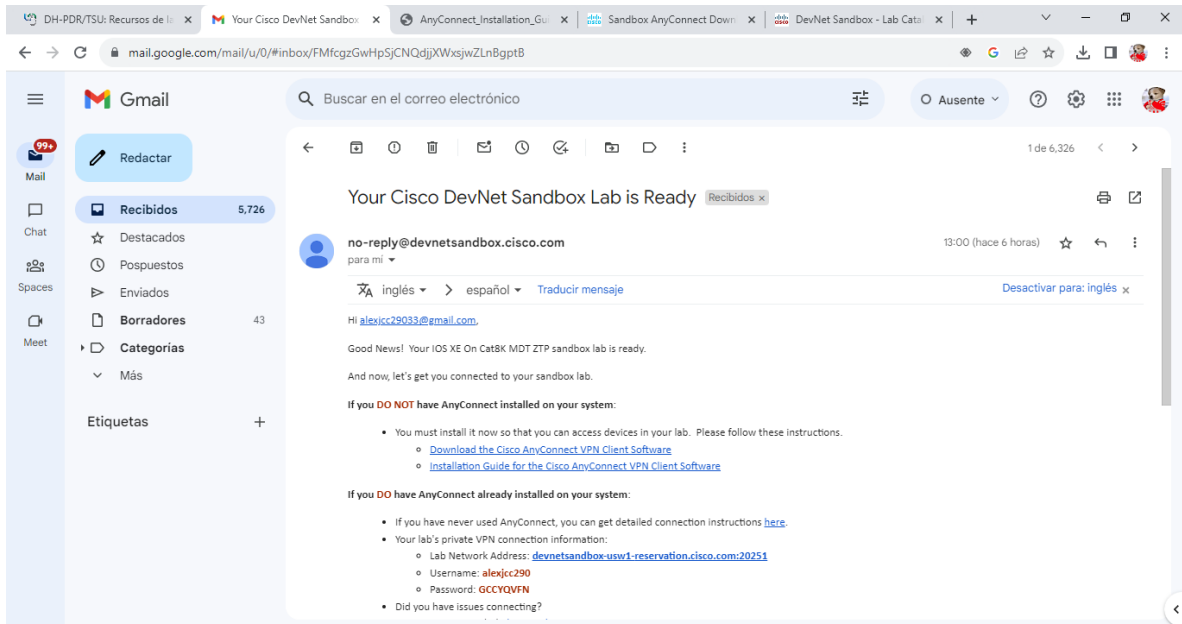 DH-PDR/TSU: Recursos de la
Your Cisco DevNet Sandbox
AnyConnect_Installation_Gui
Sandbox AnyConnect Down
DevNet Sandbox - Lab Cata
mail.google.com/mail/u/0/#inbox/FMfcgzGwHpSjCNQdjjXWxsjwZLnBgptB
Gmail
Buscar en el correo electrónico
Ausente
99+
Mail
Chat
Spaces
Meet
Redactar
Recibidos 5,726
Destacados
Pospuestos
Enviados
Borradores 43
Categorías
Más
Etiquetas
1 de 6,326
Your Cisco DevNet Sandbox Lab is Ready Recibidos x
no-reply@devnetsandbox.cisco.com 13:00 (hace 6 horas)
para mí
inglés > español Traducir mensaje Desactivar para: inglés x
Hi alexjcc29033@gmail.com,
Good News! Your IOS XE On Cat8K MDT ZTP sandbox lab is ready.
And now, let's get you connected to your sandbox lab.
If you DO NOT have AnyConnect installed on your system:
• You must install it now so that you can access devices in your lab. Please follow these instructions.
o Download the Cisco AnyConnect VPN Client Software
o Installation Guide for the Cisco AnyConnect VPN Client Software
If you DO have AnyConnect already installed on your system:
• If you have never used AnyConnect, you can get detailed connection instructions here.
• Your lab's private VPN connection information:
o Lab Network Address: devnetsandbox-usw1-reservation.cisco.com:20251
o Username: alexjcc290
o Password: GCCYQVFN
• Did you have issues connecting?